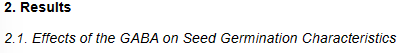 2. Results
2.1. Effects of the GABA on Seed Germination Characteristics